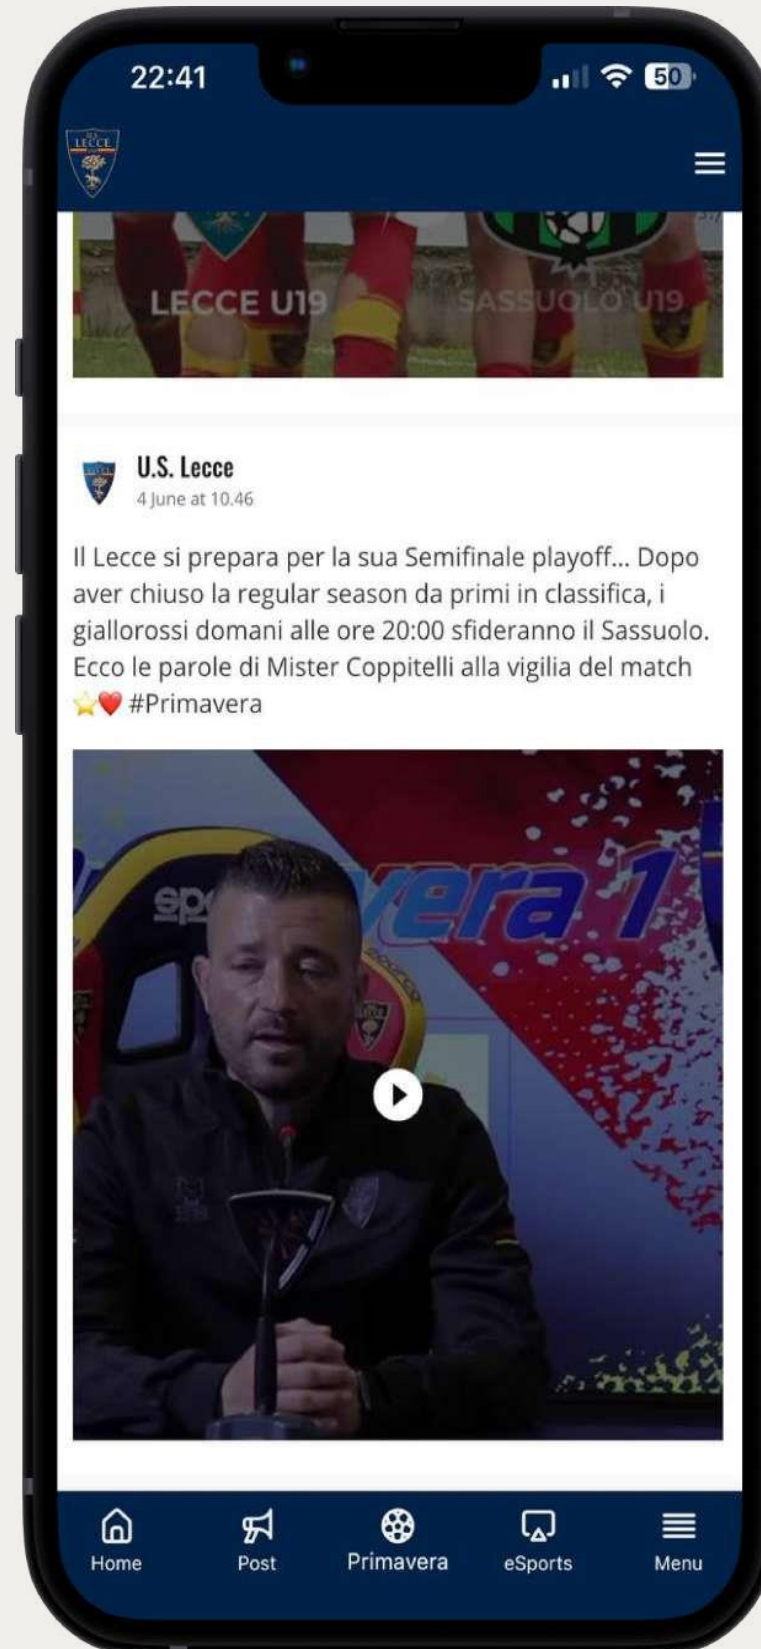 22:41
50
LECCE
LECCE U19
SASSUOLO U19
U.S. Lecce
4 June at 10.46
Il Lecce si prepara per la sua Semifinale playoff... Dopo
aver chiuso la regular season da primi in classifica, i
giallorossi domani alle ore 20:00 sfideranno il Sassuolo.
Ecco le parole di Mister Coppitelli alla vigilia del match
⭐❤️ #Primavera
vera 1
Home
Post
Primavera
eSports
Menu